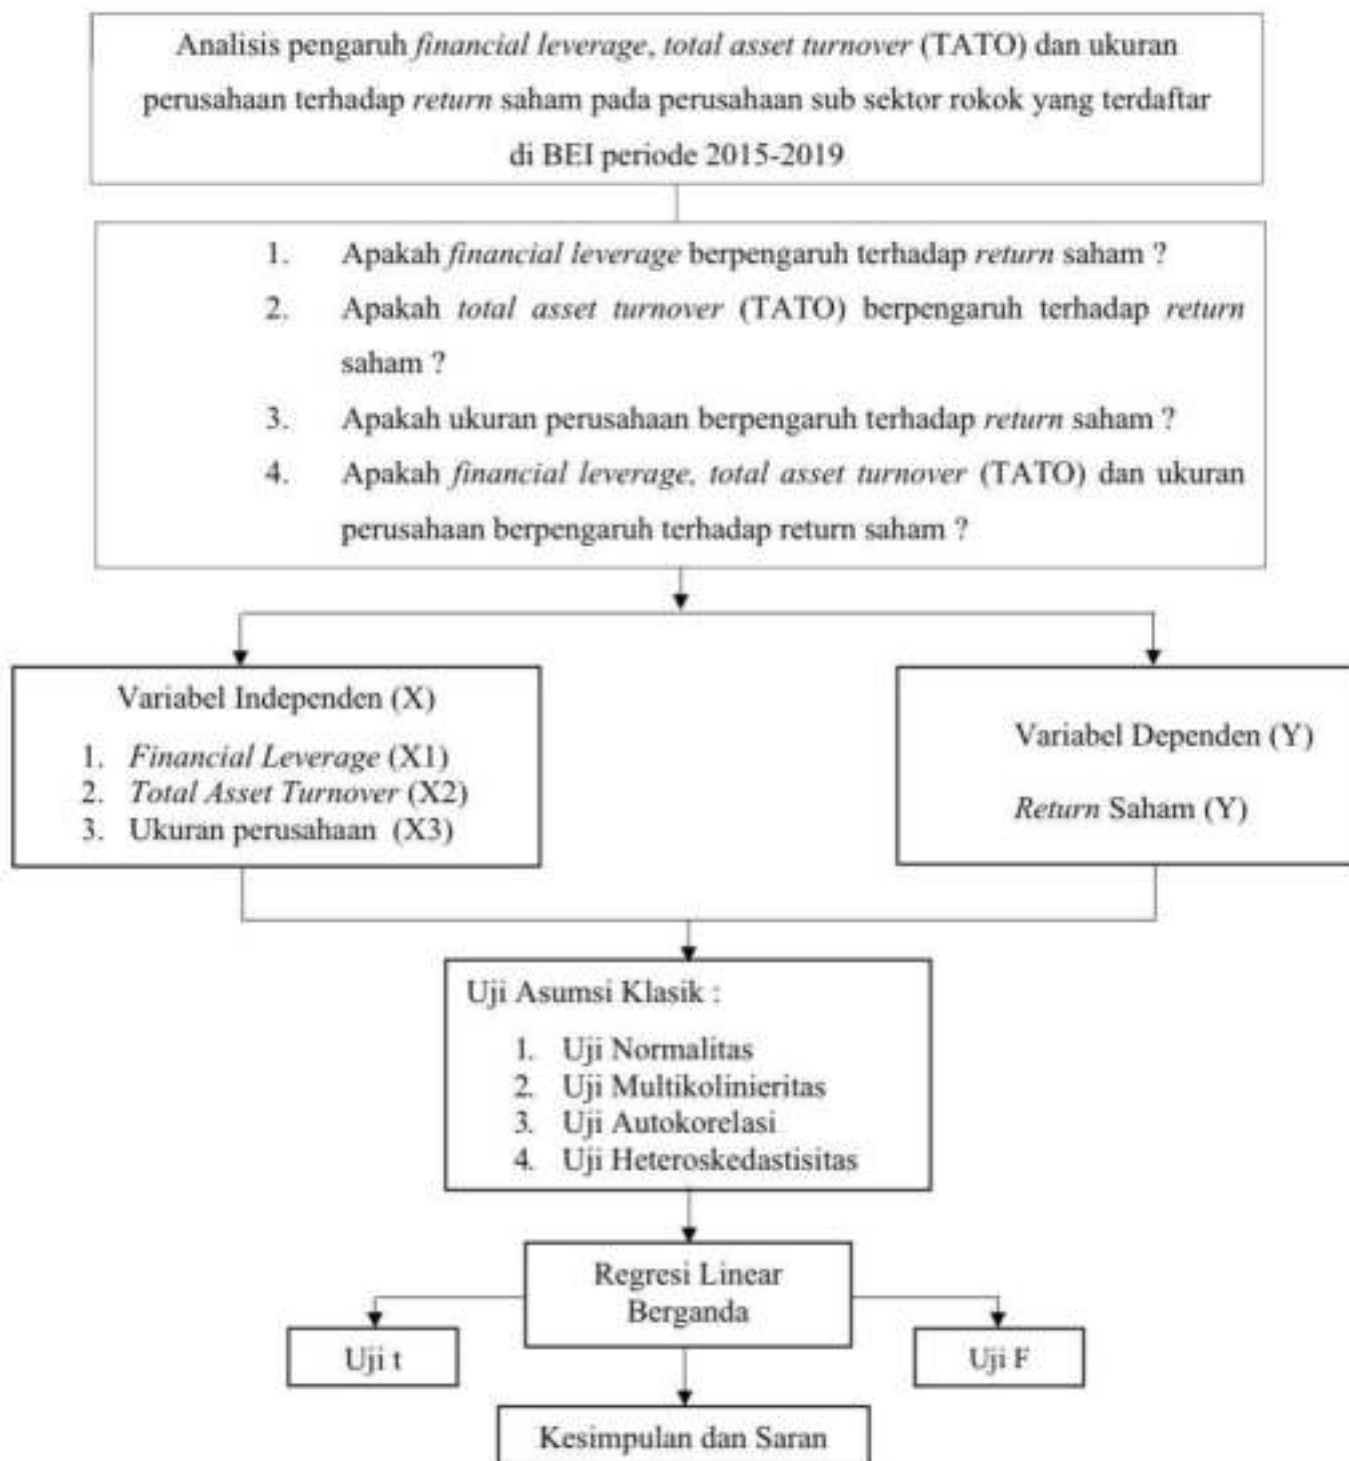 Analisis pengaruh financial leverage, total asset turnover (TATO) dan ukuran
perusahaan terhadap return saham pada perusahaan sub sektor rokok yang terdaftar
di BEI periode 2015-2019
1. Apakah financial leverage berpengaruh terhadap return saham ?
2. Apakah total asset turnover (TATO) berpengaruh terhadap return
saham ?
3. Apakah ukuran perusahaan berpengaruh terhadap return saham ?
4. Apakah financial leverage, total asset turnover (TATO) dan ukuran
perusahaan berpengaruh terhadap return saham ?
Variabel Independen (X)
1. Financial Leverage (X1)
2. Total Asset Turnover (X2)
3. Ukuran perusahaan (X3)
Variabel Dependen (Y)
Return Saham (Y)
Uji Asumsi Klasik :
1. Uji Normalitas
2. Uji Multikolinieritas
3. Uji Autokorelasi
4. Uji Heteroskedastisitas
Regresi Linear
Berganda
Uji t
Uji F
Kesimpulan dan Saran